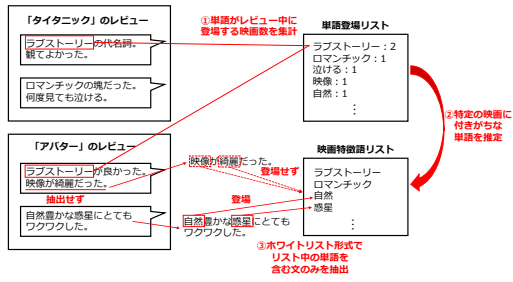 「タイタニック」のレビュー
ラブストーリーの代名詞。
観てよかった。
ロマンチックの塊だった。
何度見ても泣ける。
①単語がレビュー中に
登場する映画数を集計
単語登場リスト
ラブストーリー：2
ロマンチック：1
泣ける：1
映像：1
自然：1
⋮
②特定の映画に
付きがちな
単語を推定
「アバター」のレビュー
ラブストーリーが良かった。
映像が綺麗だった。
抽出せず
自然豊かな惑星にとても
ワクワクした。
映像が綺麗だった。
登場せず
登場
自然豊かな惑星にとても
ワクワクした。
映画特徴語リスト
ラブストーリー
ロマンチック
自然
惑星
⋮
③ホワイトリスト形式で
リスト中の単語を
含む文のみを抽出